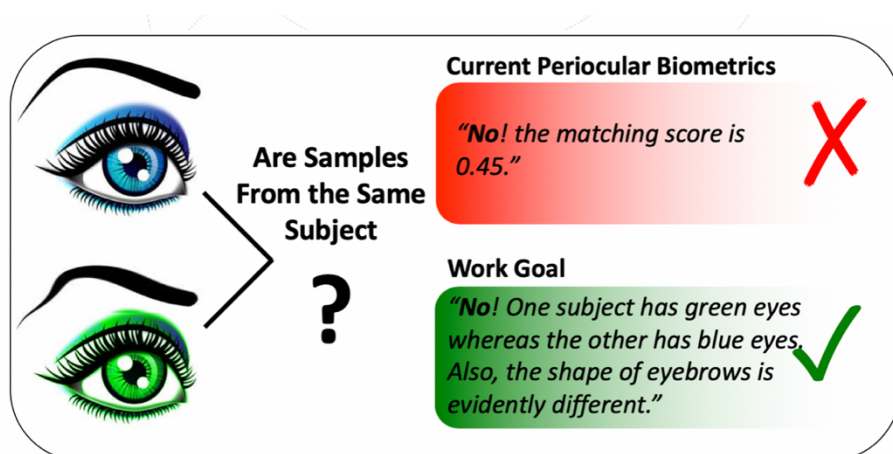 Are Samples
From the Same
Subject
?
Current Periocular Biometrics
“No! the matching score is
0.45.”
Work Goal
“No! One subject has green eyes
whereas the other has blue eyes.
Also, the shape of eyebrows is
evidently different.”